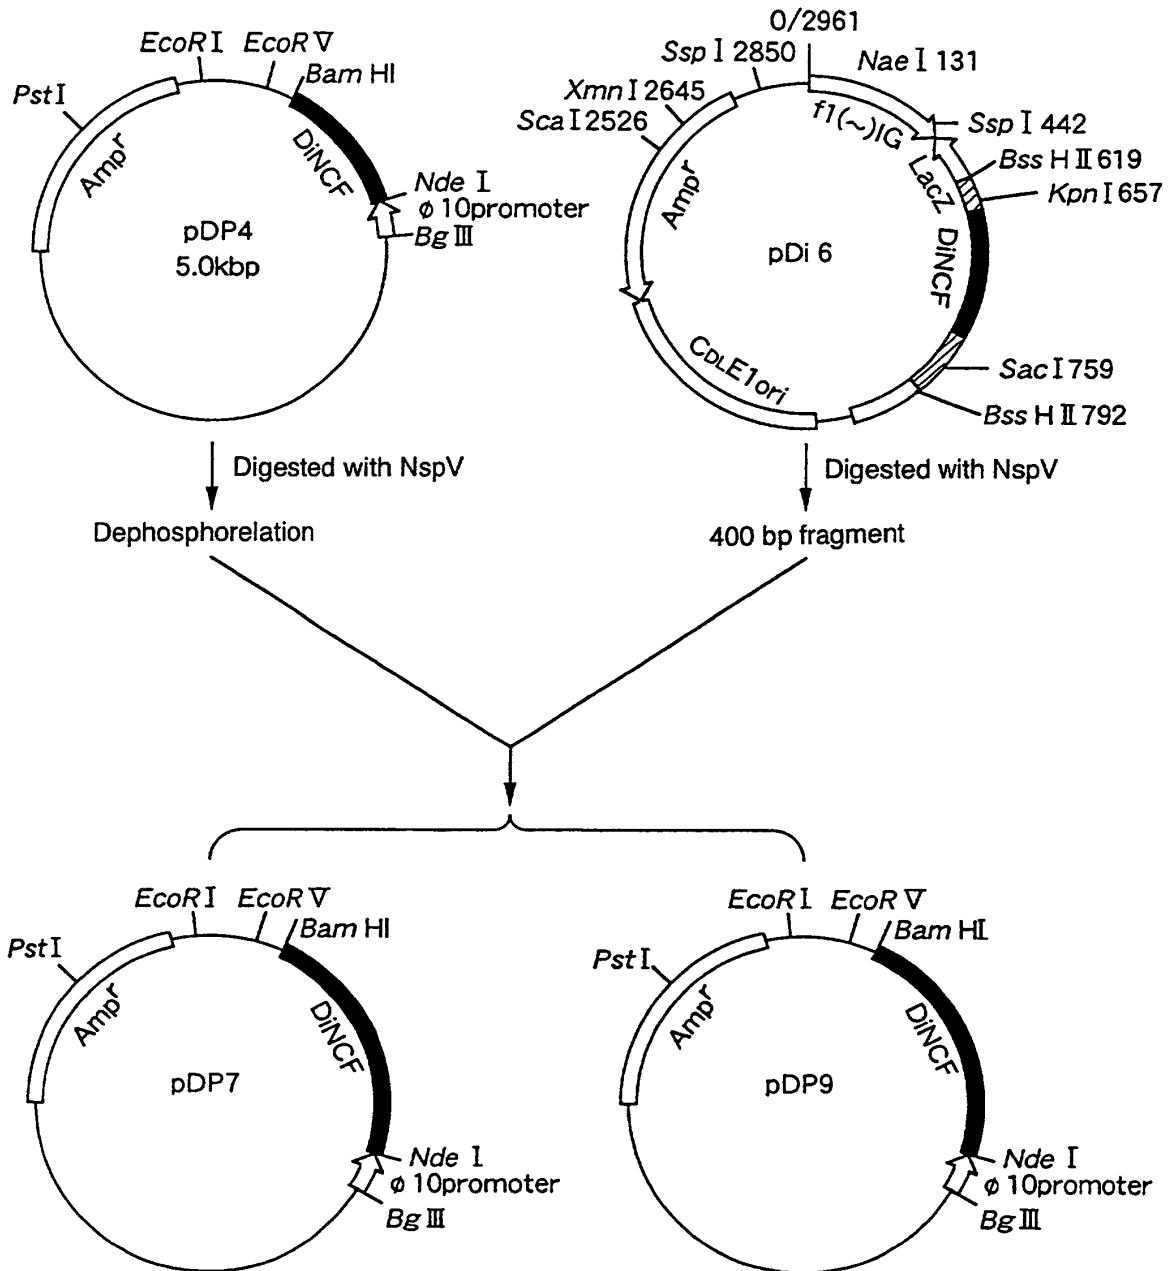 EcoR I
EcoR V
Pst I
Bam HI
Ampr
DiNCF
Nde I
φ 10promoter
Bg III
pDP4
5.0kbp
0/2961
Ssp I 2850
Nae I 131
Xmn I 2645
Sca I 2526
f1(~)IG
Ssp I 442
Bss H II 619
Kpn I 657
LacZ
DiNCF
Ampr
pDi 6
CDLE1ori
Sac I 759
Bss H II 792
Digested with NspV
Digested with NspV
Dephosphorelation
400 bp fragment
EcoR I
EcoR V
Pst I
Bam HI
Ampr
DiNCF
pDP7
Nde I
φ 10promoter
Bg III
EcoR I
EcoR V
Pst I
Bam HI
Ampr
DiNCF
pDP9
Nde I
φ 10promoter
Bg III